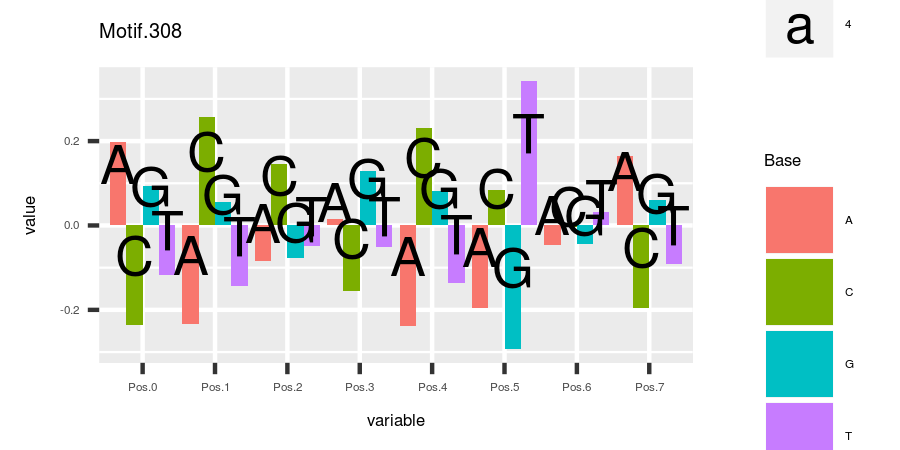 Motif.308
a 4
value
0.2
0.0
-0.2
A C G T
A C G T
A C G T
A C G T
A C G T
A C G T
A C G T
A C G T
Pos.0 Pos.1 Pos.2 Pos.3 Pos.4 Pos.5 Pos.6 Pos.7
variable
Base
A
C
G
T